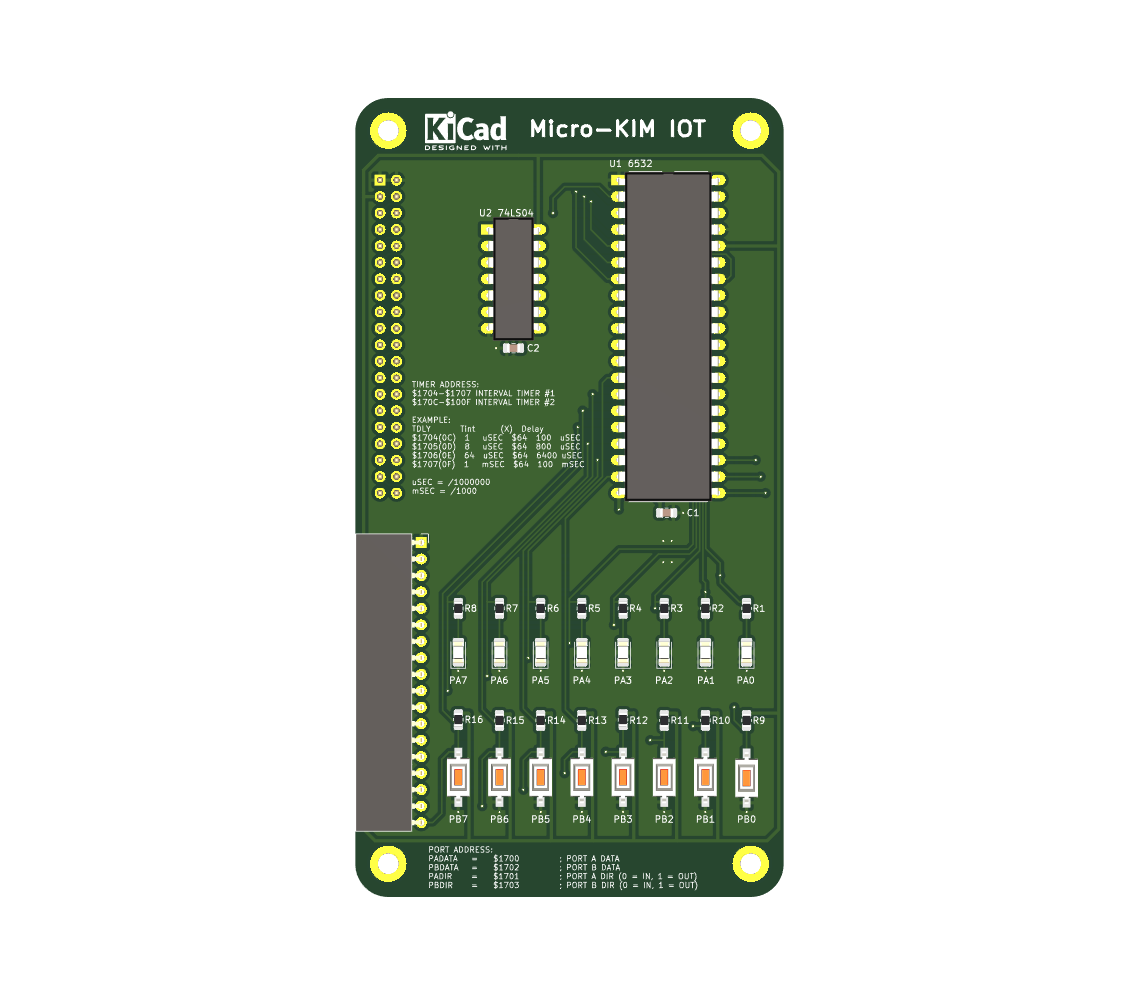 KiCad
DESIGNED WITH
Micro-KIM IOT
U1 6532
U2 74LS04
C2
TIMER ADDRESS:
$1704-$1707 INTERVAL TIMER #1
$170C-$100F INTERVAL TIMER #2
EXAMPLE:
TDLY Tint (X) Delay
$1704(0C) 1 uSEC $64 100 uSEC
$1705(0D) 8 uSEC $64 800 uSEC
$1706(0E) 64 uSEC $64 6400 uSEC
$1707(0F) 1 mSEC $64 100 mSEC
uSEC = /1000000
mSEC = /1000
C1
R8 R7 R6 R5 R4 R3 R2 R1
PA7 PA6 PA5 PA4 PA3 PA2 PA1 PA0
R16 R15 R14 R13 R12 R11 R10 R9
PB7 PB6 PB5 PB4 PB3 PB2 PB1 PB0
PORT ADDRESS:
PADATA = $1700 ; PORT A DATA
PBDATA = $1702 ; PORT B DATA
PADIR = $1701 ; PORT A DIR (0 = IN, 1 = OUT)
PBDIR = $1703 ; PORT B DIR (0 = IN, 1 = OUT)